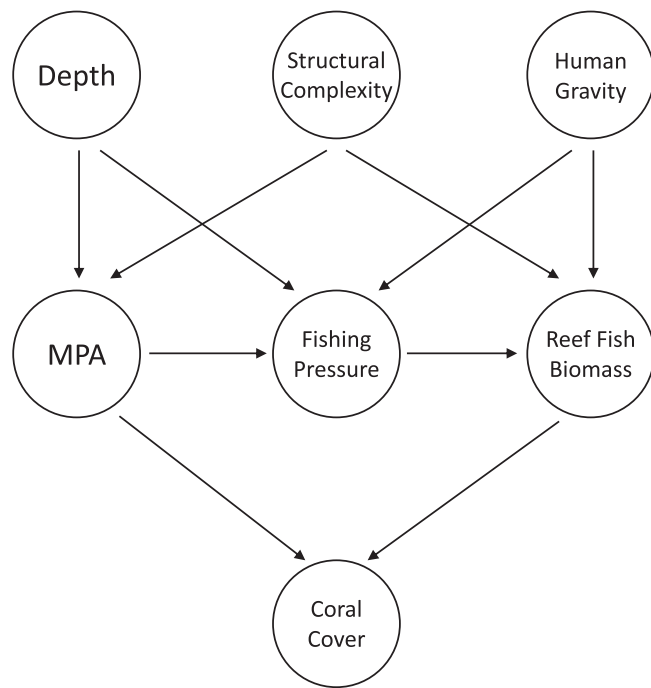 Depth
Structural
Complexity
Human
Gravity
MPA
Fishing
Pressure
Reef Fish
Biomass
Coral
Cover